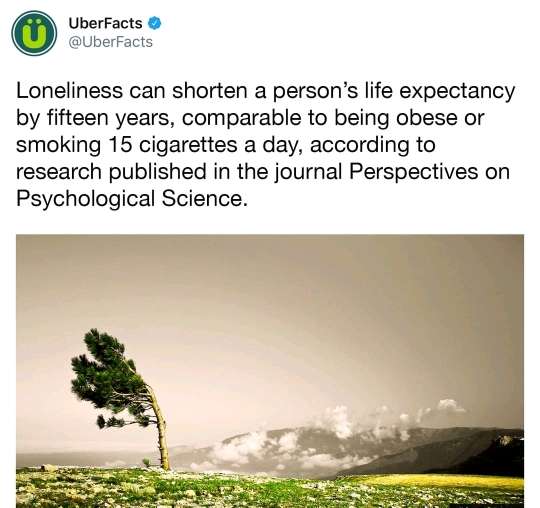 UberFacts
@UberFacts
Loneliness can shorten a person’s life expectancy
by fifteen years, comparable to being obese or
smoking 15 cigarettes a day, according to
research published in the journal Perspectives on
Psychological Science.